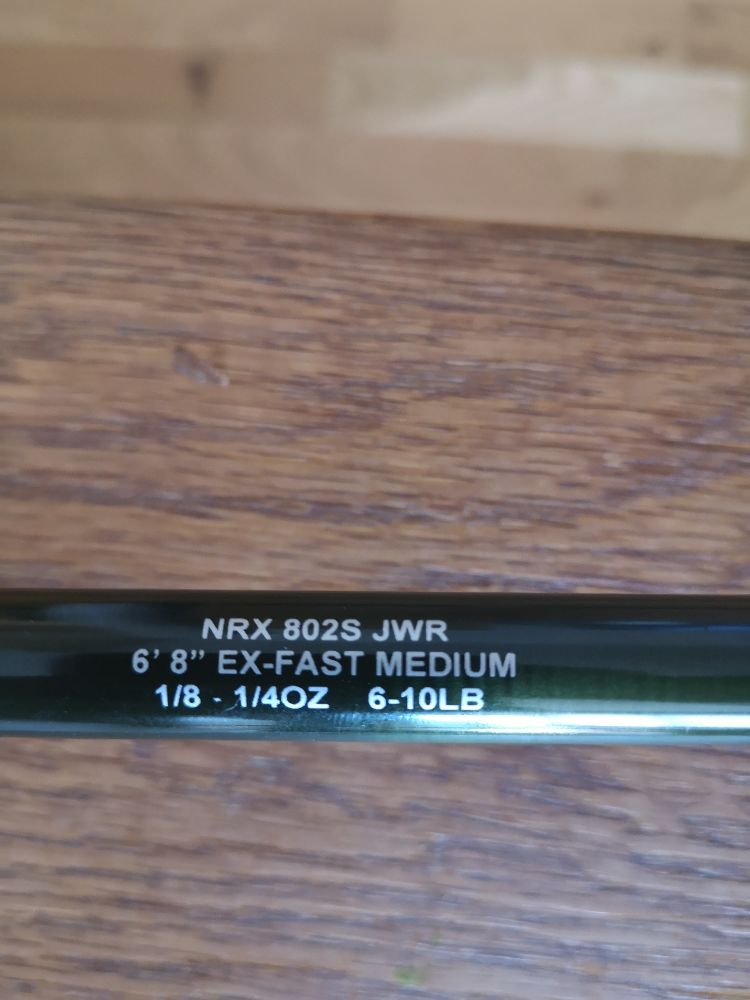 NRX 802S JWR
6’ 8” EX-FAST MEDIUM
1/8 - 1/4OZ 6-10LB